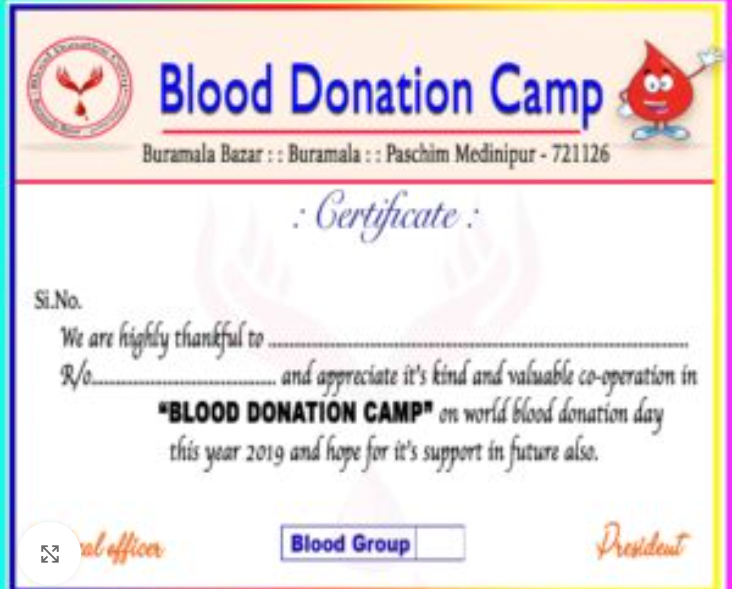 Blood Donation Camp
Buramala Bazar : : Buramala : : Paschim Medinipur - 721126
: Certificate :
Si.No.
We are highly thankful to ................................................................................
R/o..................................... and appreciate it's kind and valuable co-operation in
"BLOOD DONATION CAMP" on world blood donation day
this year 2019 and hope for it's support in future also.
officer Blood Group President